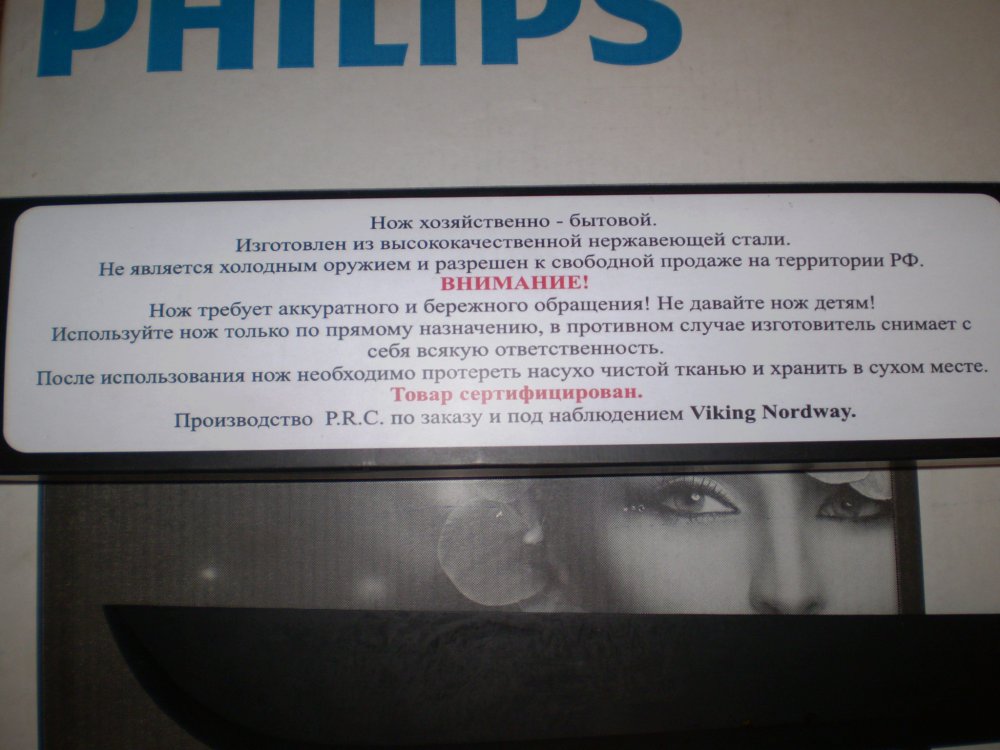 PHILIPS
Нож хозяйственно - бытовой.
Изготовлен из высококачественной нержавеющей стали.
Не является холодным оружием и разрешен к свободной продаже на территории РФ.
ВНИМАНИЕ!
Нож требует аккуратного и бережного обращения! Не давайте нож детям!
Используйте нож только по прямому назначению, в противном случае изготовитель снимает с
себя всякую ответственность.
После использования нож необходимо протереть насухо чистой тканью и хранить в сухом месте.
Товар сертифицирован.
Производство P.R.C. по заказу и под наблюдением Viking Nordway.